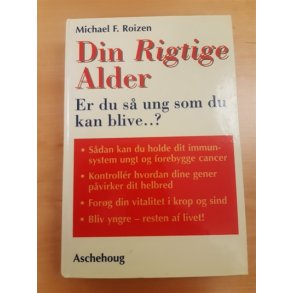 Michael F. Roizen
Din Rigtige
Alder
Er du så ung som du
kan blive..?
• Sådan kan du holde dit immun-
system ungt og forebygge cancer
• Kontrollér hvordan dine gener
påvirker dit helbred
• Forøg din vitalitet i krop og sind
• Bliv yngre – resten af livet!
Aschehoug